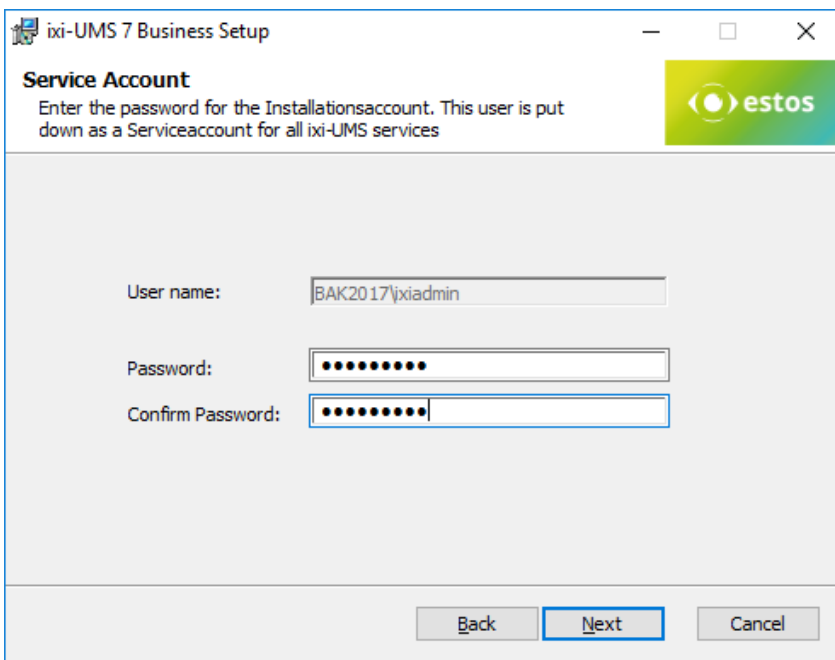 ixi-UMS 7 Business Setup
Service Account
Enter the password for the Installationsaccount. This user is put
down as a Serviceaccount for all ixi-UMS services
estos
User name:
BAK2017\ixiadmin
Password:
●●●●●●●●●
Confirm Password:
●●●●●●●●●
Back
Next
Cancel